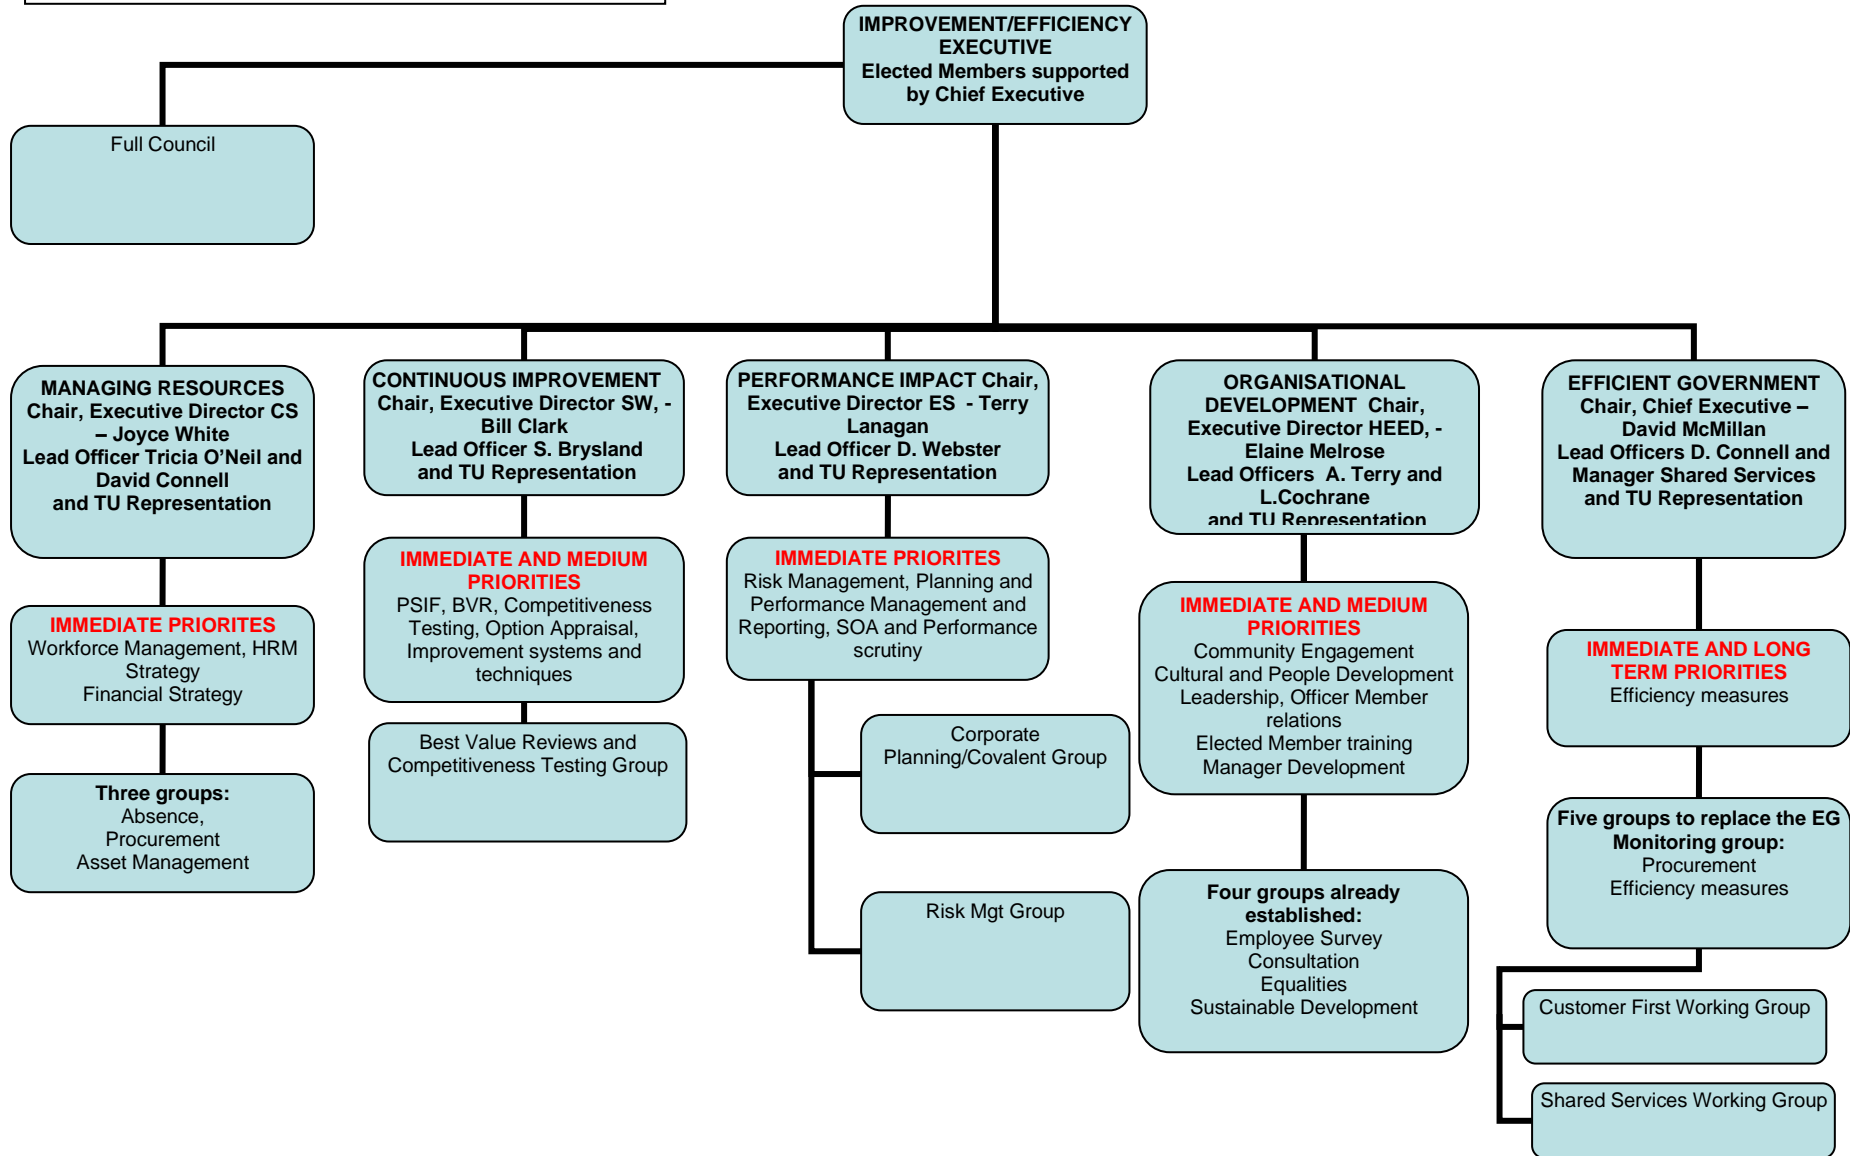 IMPROVEMENT/EFFICIENCY
EXECUTIVE
Elected Members supported
by Chief Executive
Full Council
MANAGING RESOURCES
Chair, Executive Director CS
– Joyce White
Lead Officer Tricia O'Neil and
David Connell
and TU Representation
IMMEDIATE PRIORITES
Workforce Management, HRM
Strategy
Financial Strategy
Three groups:
Absence,
Procurement
Asset Management
CONTINUOUS IMPROVEMENT
Chair, Executive Director SW, -
Bill Clark
Lead Officer S. Brysland
and TU Representation
IMMEDIATE AND MEDIUM
PRIORITIES
PSIF, BVR, Competitiveness
Testing, Option Appraisal,
Improvement systems and
techniques
Best Value Reviews and
Competitiveness Testing Group
PERFORMANCE IMPACT Chair,
Executive Director ES - Terry
Lanagan
Lead Officer D. Webster
and TU Representation
IMMEDIATE PRIORITES
Risk Management, Planning and
Performance Management and
Reporting, SOA and Performance
scrutiny
Corporate
Planning/Covalent Group
Risk Mgt Group
ORGANISATIONAL
DEVELOPMENT Chair,
Executive Director HEED, -
Elaine Melrose
Lead Officers A. Terry and
L.Cochrane
and TU Representation
IMMEDIATE AND MEDIUM
PRIORITIES
Community Engagement
Cultural and People Development
Leadership, Officer Member
relations
Elected Member training
Manager Development
Four groups already
established:
Employee Survey
Consultation
Equalities
Sustainable Development
EFFICIENT GOVERNMENT
Chair, Chief Executive –
David McMillan
Lead Officers D. Connell and
Manager Shared Services
and TU Representation
IMMEDIATE AND LONG
TERM PRIORITIES
Efficiency measures
Five groups to replace the EG
Monitoring group:
Procurement
Efficiency measures
Customer First Working Group
Shared Services Working Group